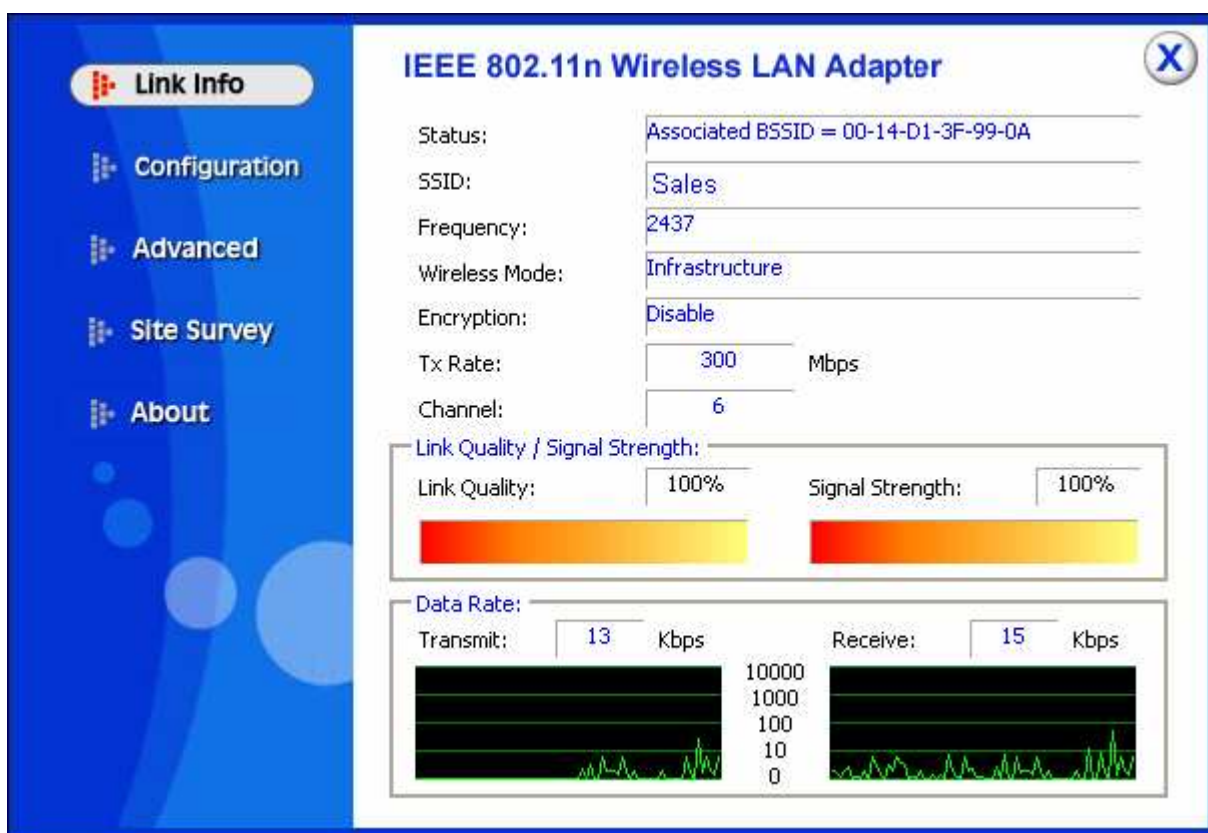 Link Info
Configuration
Advanced
Site Survey
About
IEEE 802.11n Wireless LAN Adapter
X
Status: Associated BSSID = 00-14-D1-3F-99-0A
SSID: Sales
Frequency: 2437
Wireless Mode: Infrastructure
Encryption: Disable
Tx Rate: 300 Mbps
Channel: 6
Link Quality / Signal Strength:
Link Quality: 100% Signal Strength: 100%
Data Rate:
Transmit: 13 Kbps Receive: 15 Kbps
10000
1000
100
10
0